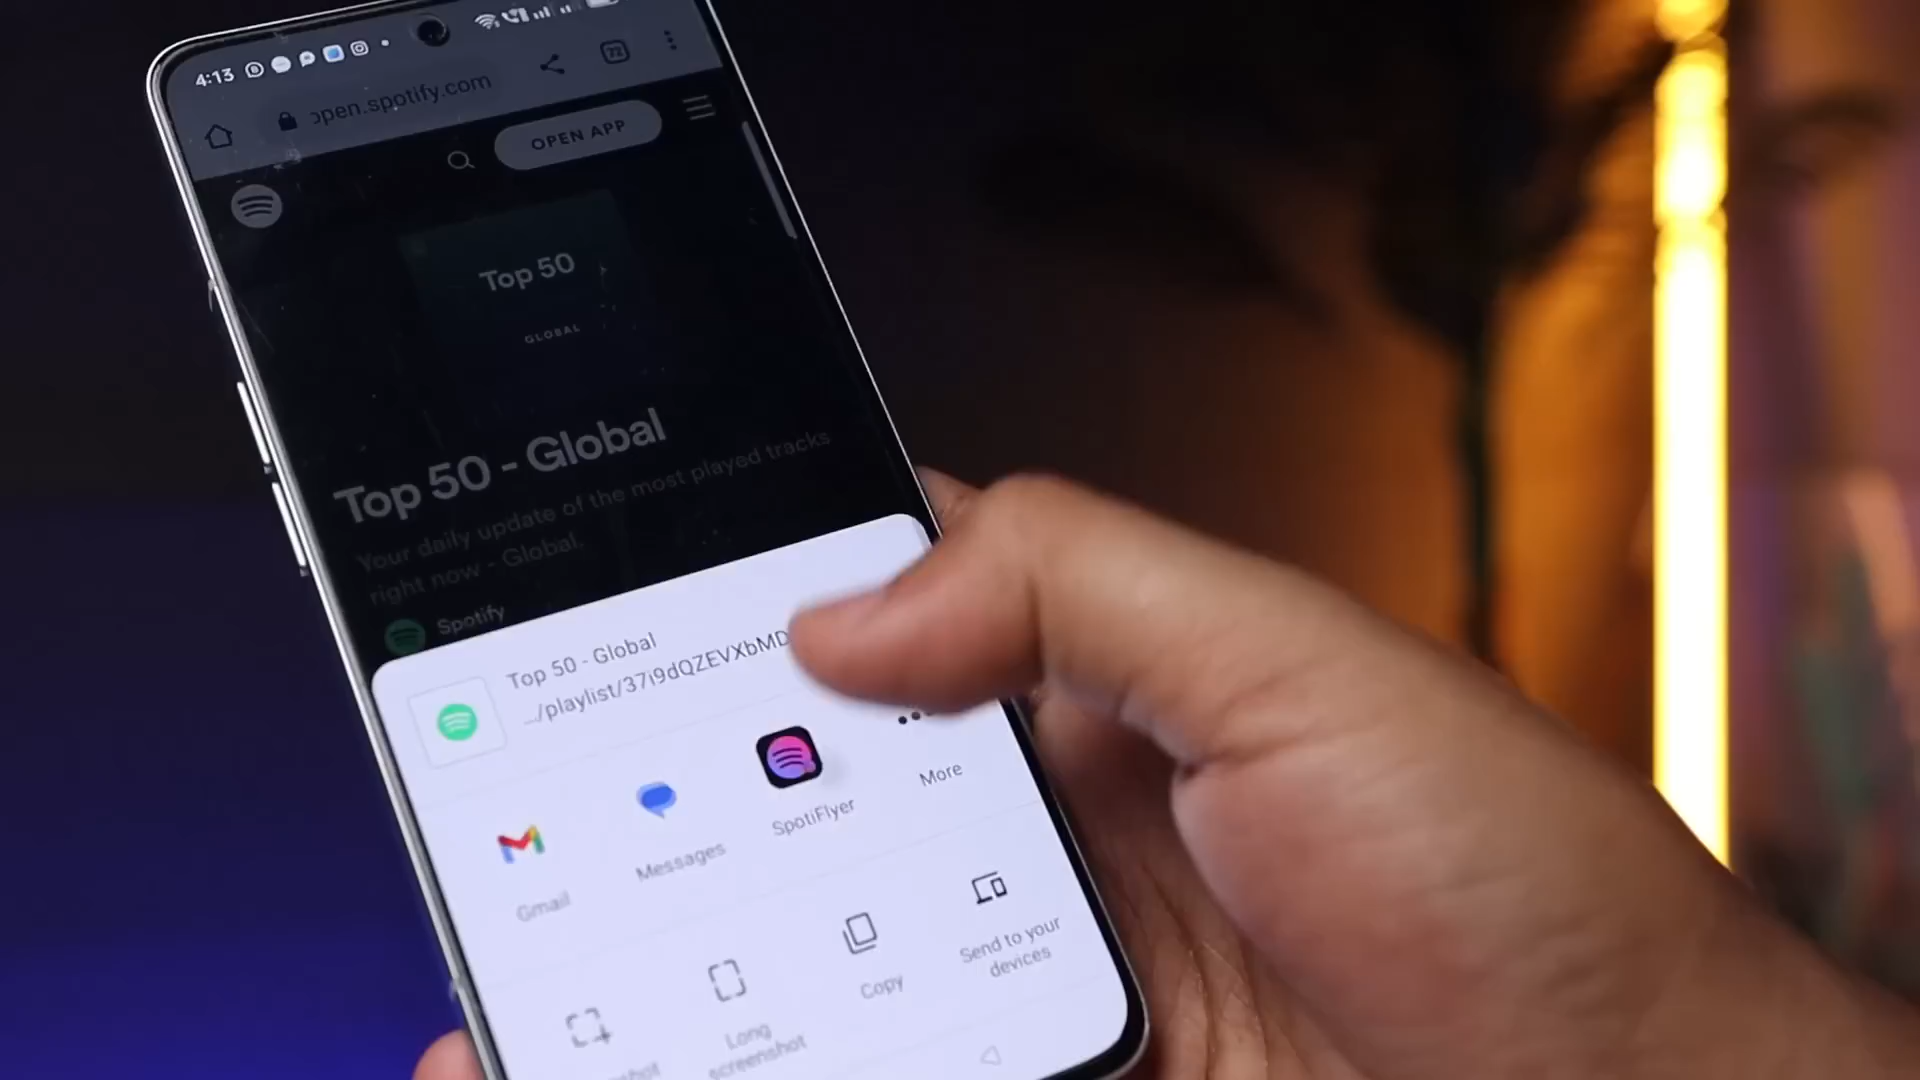 4:13
open.spotify.com
72
OPEN APP
Top 50
GLOBAL
Top 50 - Global
Your daily update of the most played tracks
right now - Global.
Spotify
Top 50 - Global
.../playlist/37i9dQZEVXbMD
Gmail
Messages
SpotiFlyer
More
Long
screenshot
Copy
Send to your
devices